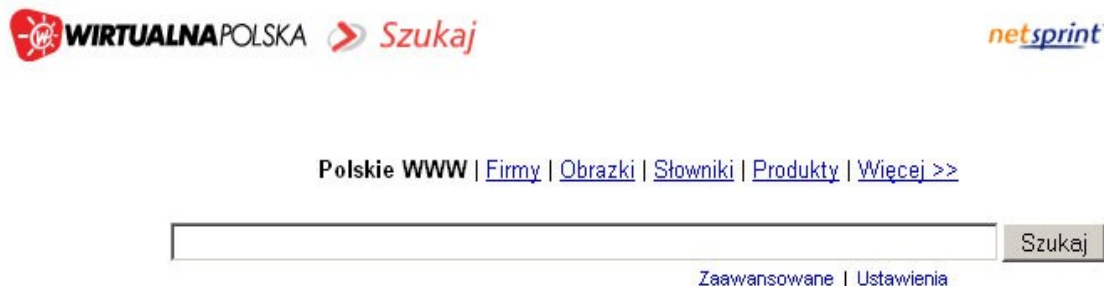 WIRTUALNAPOLSKA Szukaj netsprint
Polskie WWW | Firmy | Obrazki | Słowniki | Produkty | Więcej >>
Szukaj
Zaawansowane | Ustawienia